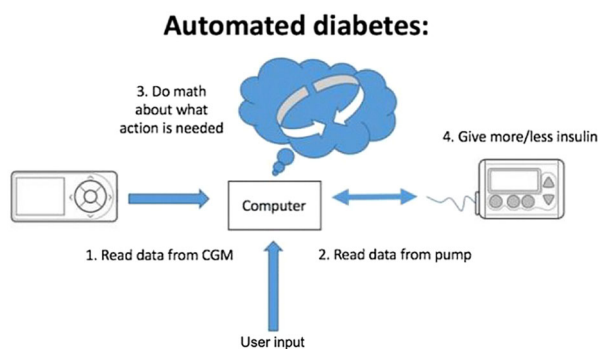 Automated diabetes:
3. Do math
about what
action is needed
4. Give more/less insulin
Computer
1. Read data from CGM
2. Read data from pump
User input